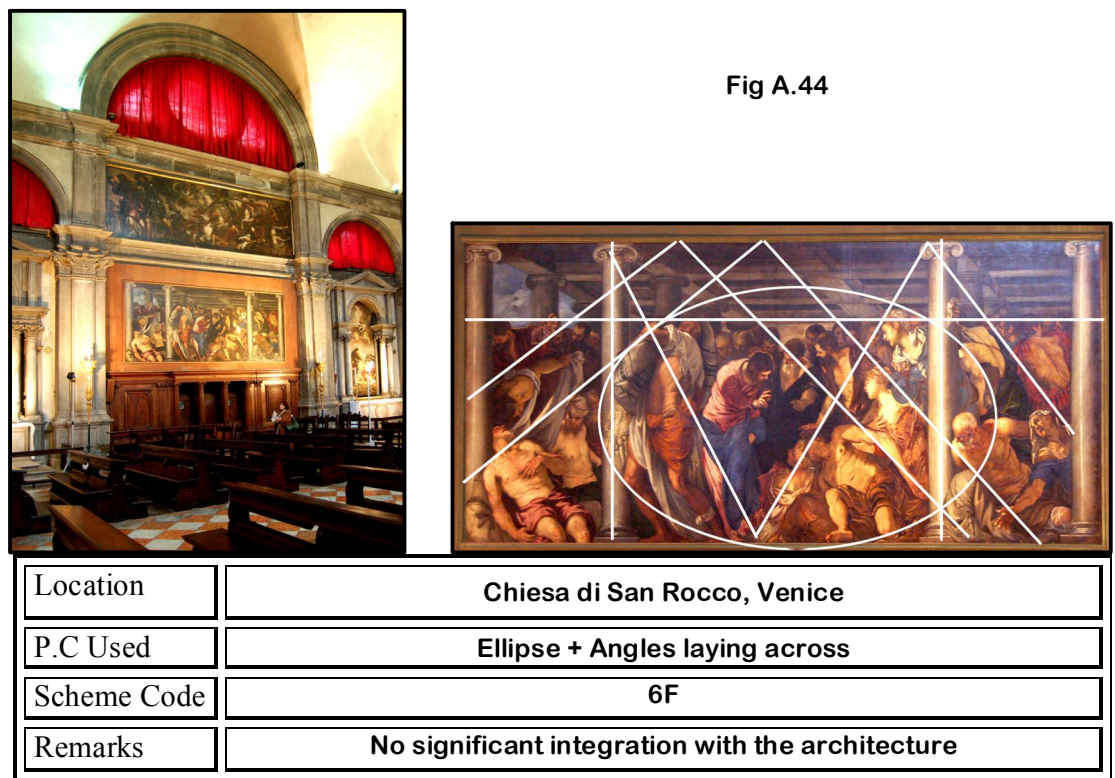 Fig A.44
Location
Chiesa di San Rocco, Venice
P.C Used
Ellipse + Angles laying across
Scheme Code
6F
Remarks
No significant integration with the architecture